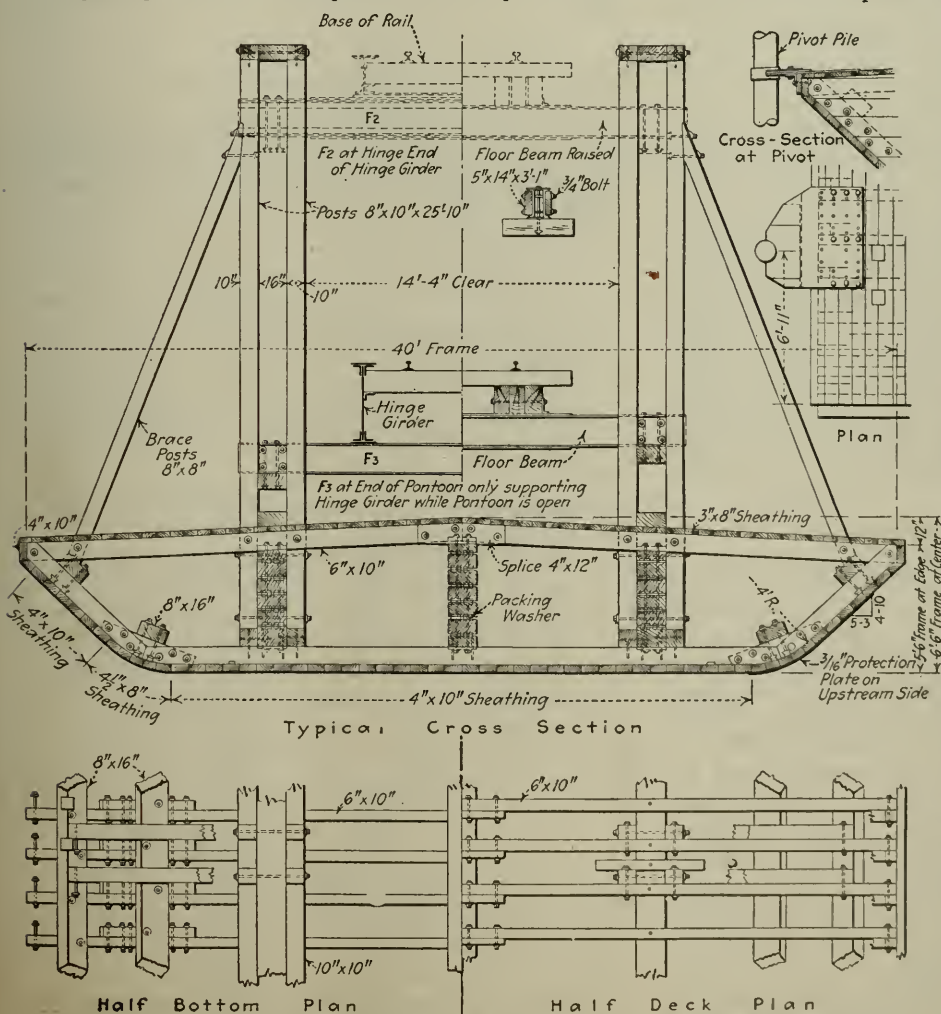 Base of Rail
Pivot Pile
F2
F2 at Hinge End
of Hinge Girder
Floor Beam Raised
5"x14"x3'-1"
3/4" Bolt
Cross-Section
at Pivot
Posts 8"x10"x25'-10"
10"
16"
10"
14'-4" Clear
6'-11"
40' Frame
Hinge
Girder
Plan
Brace
Posts
8"x8"
F3
Floor Beam
F3 at End of Pontoon only supporting
Hinge Girder while Pontoon is open
4"x10"
3"x8" Sheathing
6"x10"
Splice 4"x12"
8"x16"
Packing
Washer
4'R.
5-3
4-10
5'-6" Frame at Edge
12"
6'-6" Frame at Center
4"x10"
Sheathing
4½"x8"
Sheathing
4"x10" Sheathing
3/16" Protection
Plate on
Upstream Side
Typical Cross Section
8"x16"
6"x10"
6"x10"
10"x10"
Half Bottom Plan
Half Deck Plan